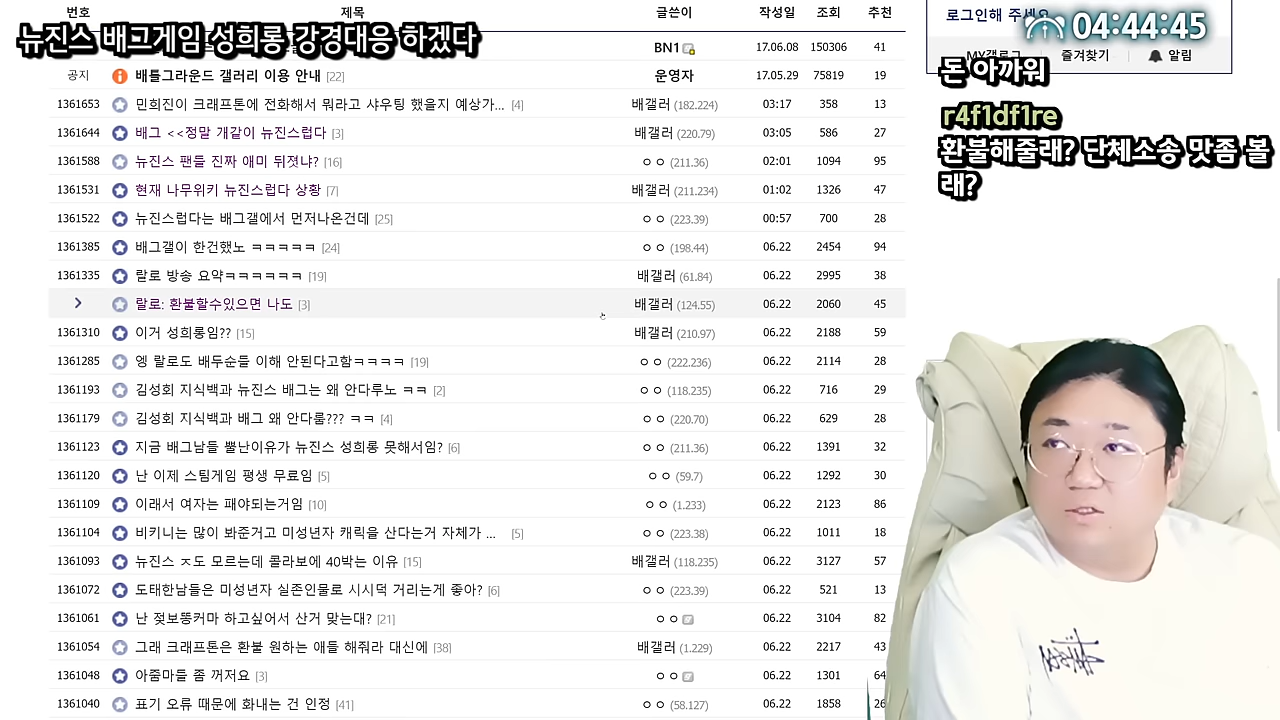 번호 제목 글쓴이 작성일 조회 추천
뉴진스 배그게임 성희롱 강경대응 하겠다
BN1 17.06.08 150306 41
공지 배틀그라운드 갤러리 이용 안내 [22] 운영자 17.05.29 75819 19
1361653 민희진이 크래프톤에 전화해서 뭐라고 샤우팅 했을지 예상가... [4] 배갤러 (182.224) 03:17 358 13
1361644 배그 <<정말 개같이 뉴진스럽다 [3] 배갤러 (220.79) 03:05 586 27
1361588 뉴진스 팬들 진짜 애미 뒤졋냐? [16] ㅇㅇ (211.36) 02:01 1094 95
1361531 현재 나무위키 뉴진스럽다 상황 [7] 배갤러 (211.234) 01:02 1326 47
1361522 뉴진스럽다는 배그갤에서 먼저나온건데 [25] ㅇㅇ (223.39) 00:57 700 28
1361385 배그갤이 한건했노 ㅋㅋㅋㅋㅋ [24] ㅇㅇ (198.44) 06.22 2454 94
1361335 랄로 방송 요약ㅋㅋㅋㅋㅋㅋ [19] 배갤러 (61.84) 06.22 2995 38
랄로: 환불할수있으면 나도 [3] 배갤러 (124.55) 06.22 2060 45
1361310 이거 성희롱임?? [15] 배갤러 (210.97) 06.22 2188 59
1361285 엥 랄로도 배두순들 이해 안된다고함ㅋㅋㅋㅋ [19] ㅇㅇ (222.236) 06.22 2114 28
1361193 김성회 지식백과 뉴진스 배그는 왜 안다루노 ㅋㅋ [2] ㅇㅇ (118.235) 06.22 716 29
1361179 김성회 지식백과 배그 왜 안다룸??? ㅋㅋ [4] ㅇㅇ (220.70) 06.22 629 28
1361123 지금 배그남들 뿔난이유가 뉴진스 성희롱 못해서임? [6] ㅇㅇ (211.36) 06.22 1391 32
1361120 난 이제 스팀게임 평생 무료임 [5] ㅇㅇ (59.7) 06.22 1292 30
1361109 이래서 여자는 패야되는거임 [10] ㅇㅇ (1.233) 06.22 2123 86
1361104 비키니는 많이 봐준거고 미성년자 캐릭을 산다는거 자체가 ... [5] ㅇㅇ (223.38) 06.22 1011 18
1361093 뉴진스 ㅈ도 모르는데 콜라보에 40박는 이유 [15] 배갤러 (118.235) 06.22 3127 57
1361072 도태한남들은 미성년자 실존인물로 시시덕 거리는게 좋아? [6] ㅇㅇ (223.39) 06.22 521 13
1361061 난 젖보똥커마 하고싶어서 산거 맞는대? [21] ㅇㅇ 06.22 3104 82
1361054 그래 크래프톤은 환불 원하는 애들 해줘라 대신에 [38] 배갤러 (1.229) 06.22 2217 43
1361048 아줌마들 좀 꺼저요 [3] ㅇㅇ 06.22 1301 64
1361040 표기 오류 때문에 화내는 건 인정 [41] ㅇㅇ (58.127) 06.22 1858 26
로그인해 주세요
04:44:45
MY갤로그 즐겨찾기 알림
돈 아까워
r4f1df1re
환불해줄래? 단체소송 맛좀 볼
래?